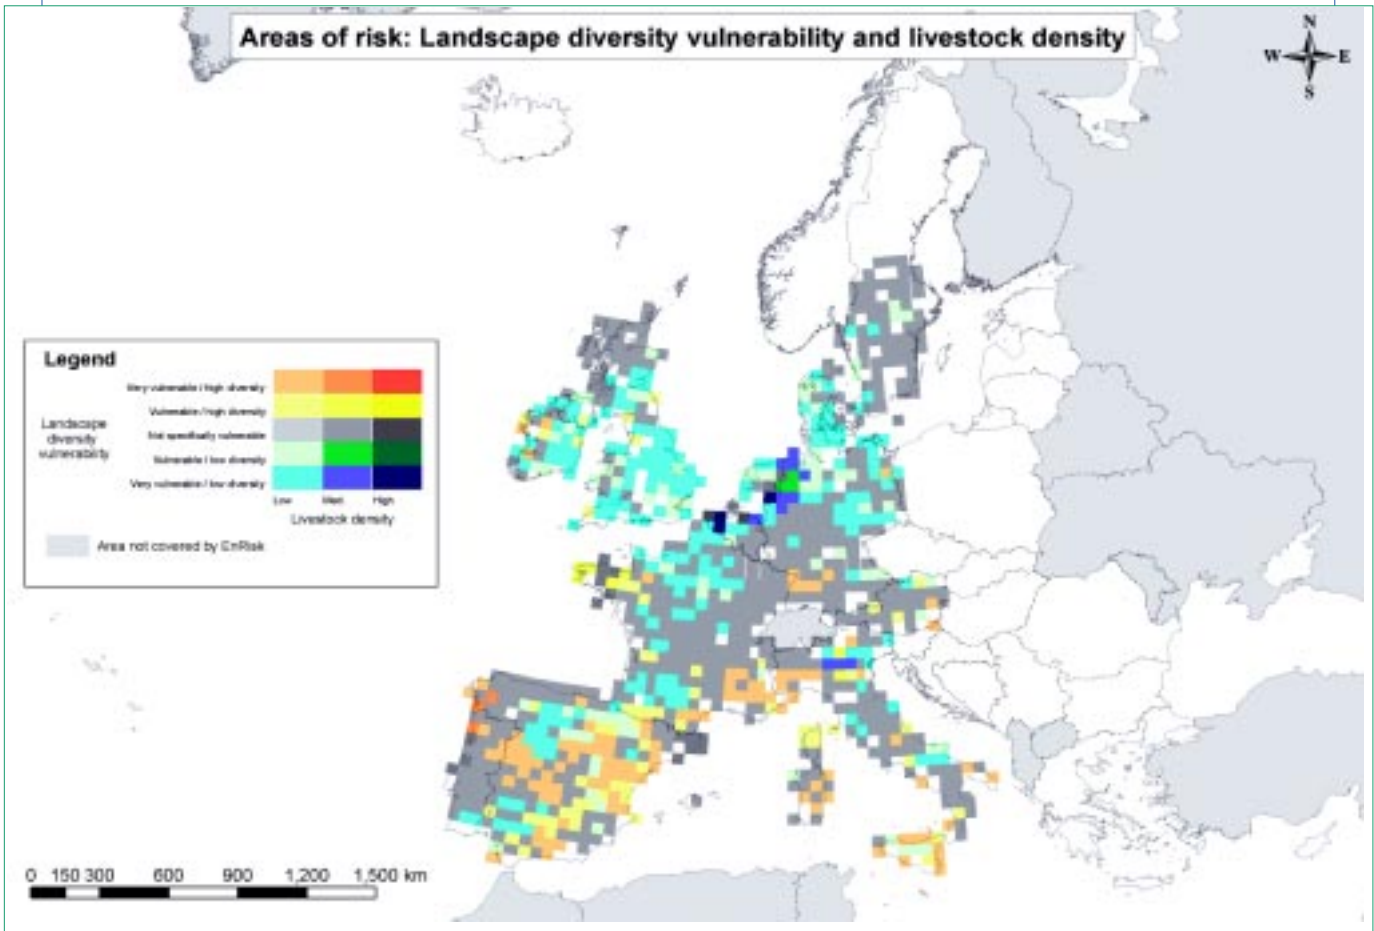 Areas of risk: Landscape diversity vulnerability and livestock density
N
W E
S
Legend
Very vulnerable / high diversity
Vulnerable / high diversity
Not specifically vulnerable
Vulnerable / low diversity
Very vulnerable / low diversity
Landscape
diversity
vulnerability
Low Med. High
Livestock density
Area not covered by EnRisk
0 150 300 600 900 1,200 1,500 km